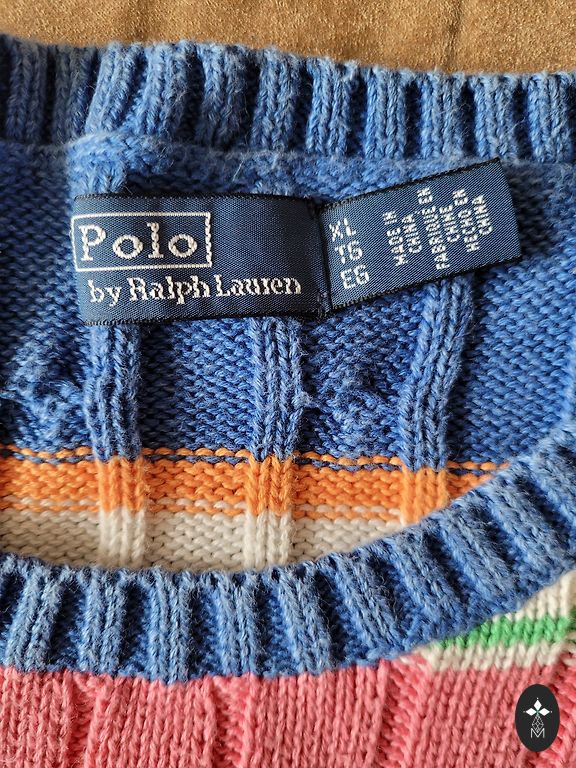 Polo
by Ralph Lauren
XL
TG
EG
MADE IN
CHINA
FABRIQUÉ EN
CHINE
HECHO EN
CHINA
M